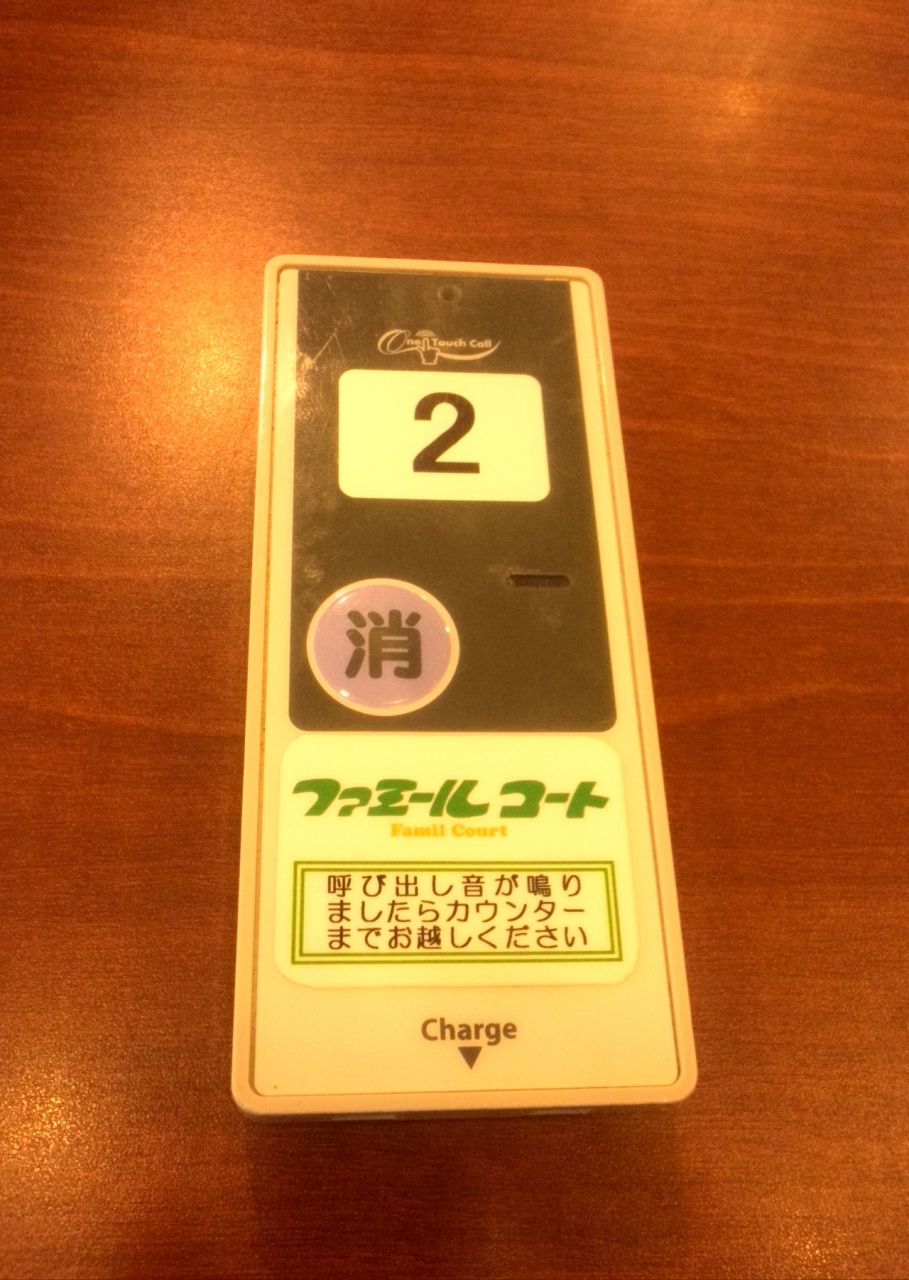 One Touch Call
2
消
ファミール コート
Famil Court
呼び出し音が鳴り
ましたらカウンター
までお越しください
Charge